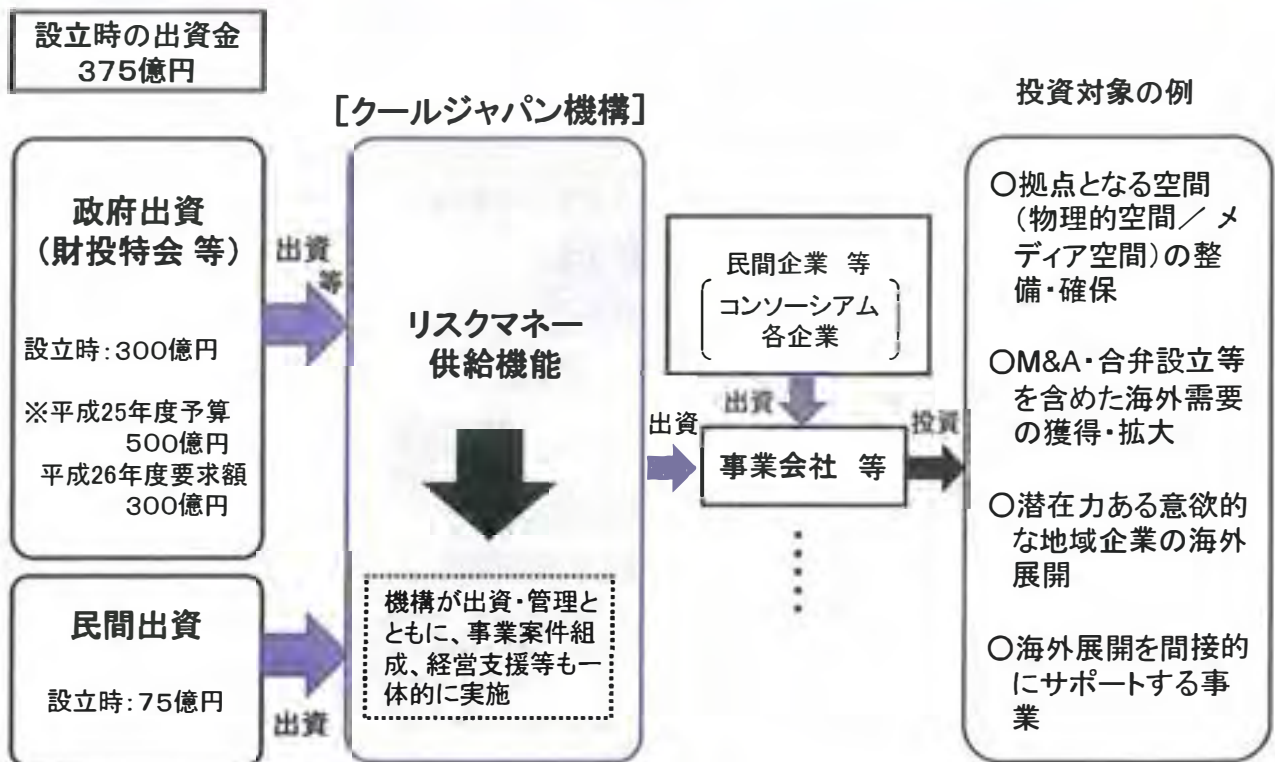 設立時の出資金
375億円
政府出資
(財投特会 等)
設立時:300億円
※平成25年度予算
500億円
平成26年度要求額
300億円
民間出資
設立時:75億円
出資
等
出資
[クールジャパン機構]
リスクマネー
供給機能
機構が出資・管理と
ともに、事業案件組
成、経営支援等も一
体的に実施
出資
民間企業 等
コンソーシアム
各企業
出資
事業会社 等
投資
投資対象の例
○拠点となる空間
(物理的空間/メ
ディア空間)の整
備・確保
○M&A・合弁設立等
を含めた海外需要
の獲得・拡大
○潜在力ある意欲的
な地域企業の海外
展開
○海外展開を間接的
にサポートする事
業